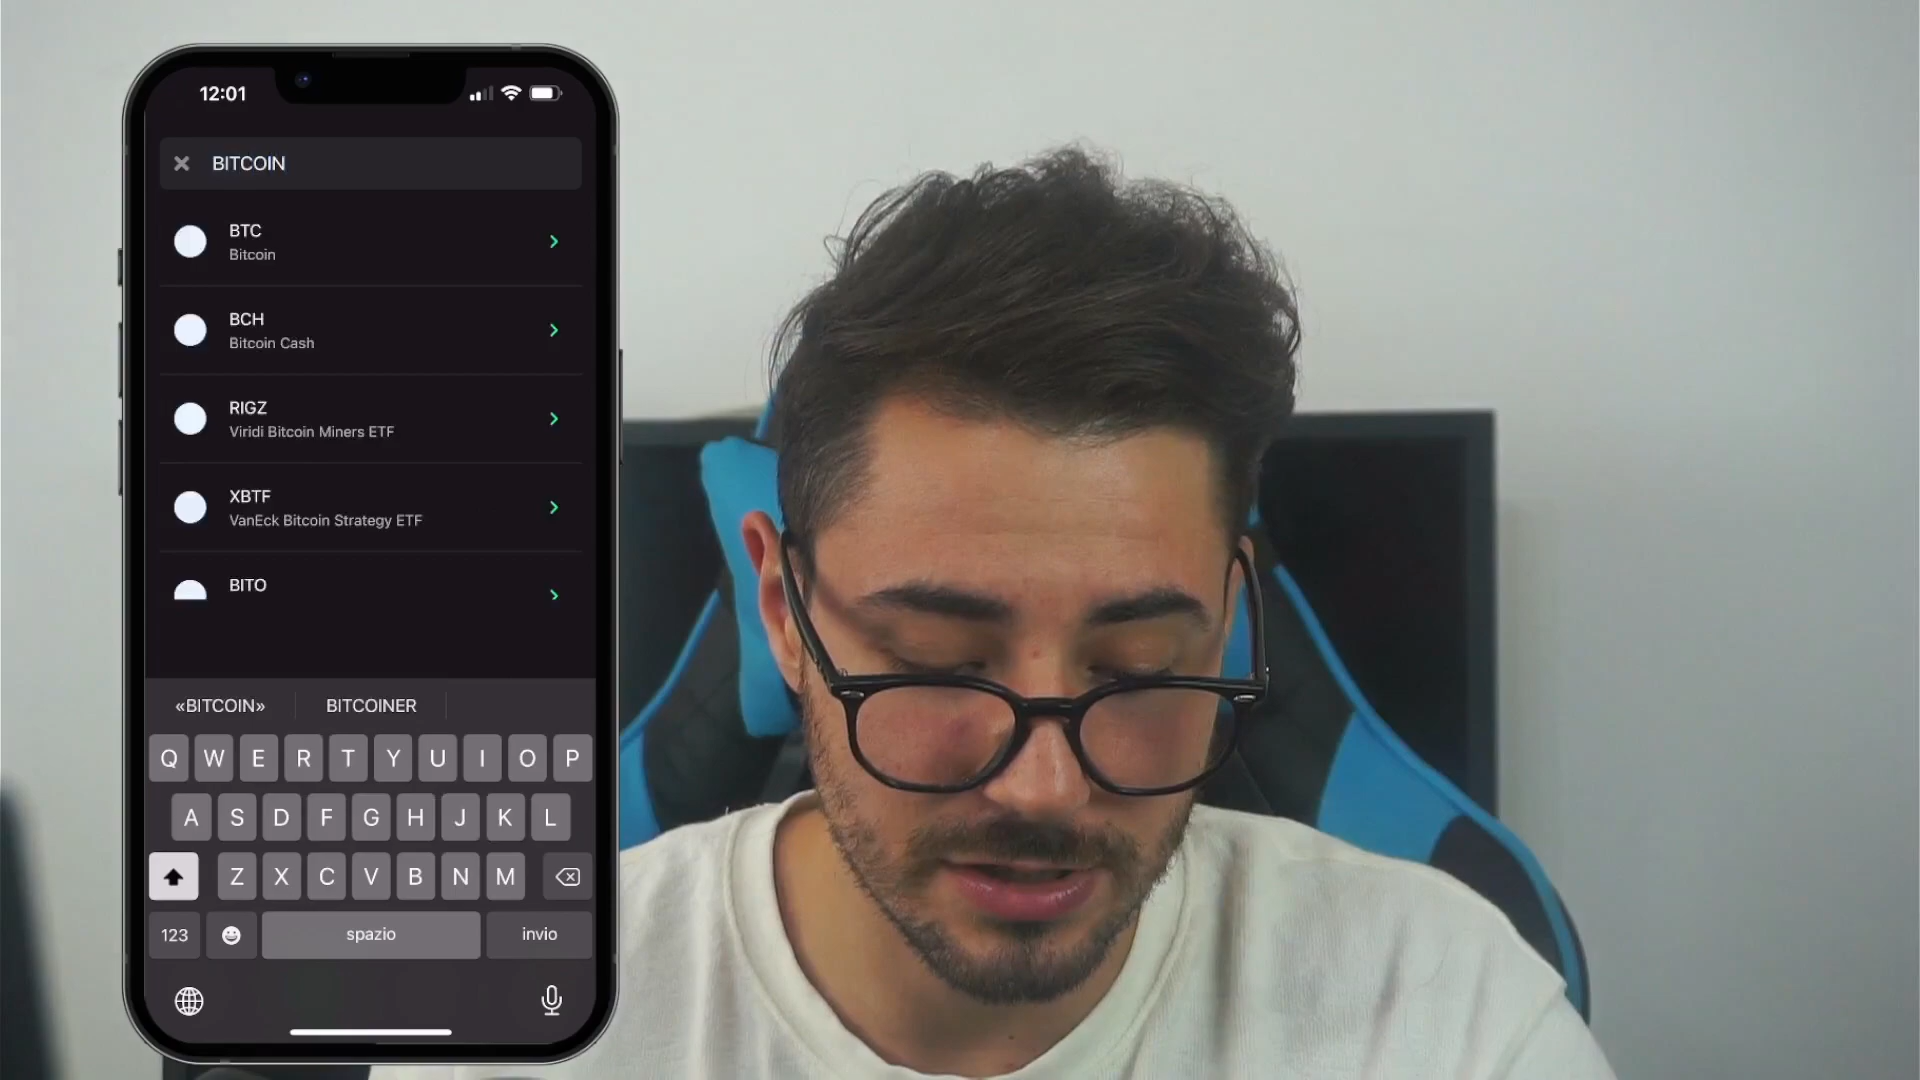 12:01
BITCOIN
BTC
Bitcoin
BCH
Bitcoin Cash
RIGZ
Viridi Bitcoin Miners ETF
XBTF
VanEck Bitcoin Strategy ETF
BITO
«BITCOIN» BITCOINER
Q W E R T Y U I O P
A S D F G H J K L
Z X C V B N M
123 spazio invio